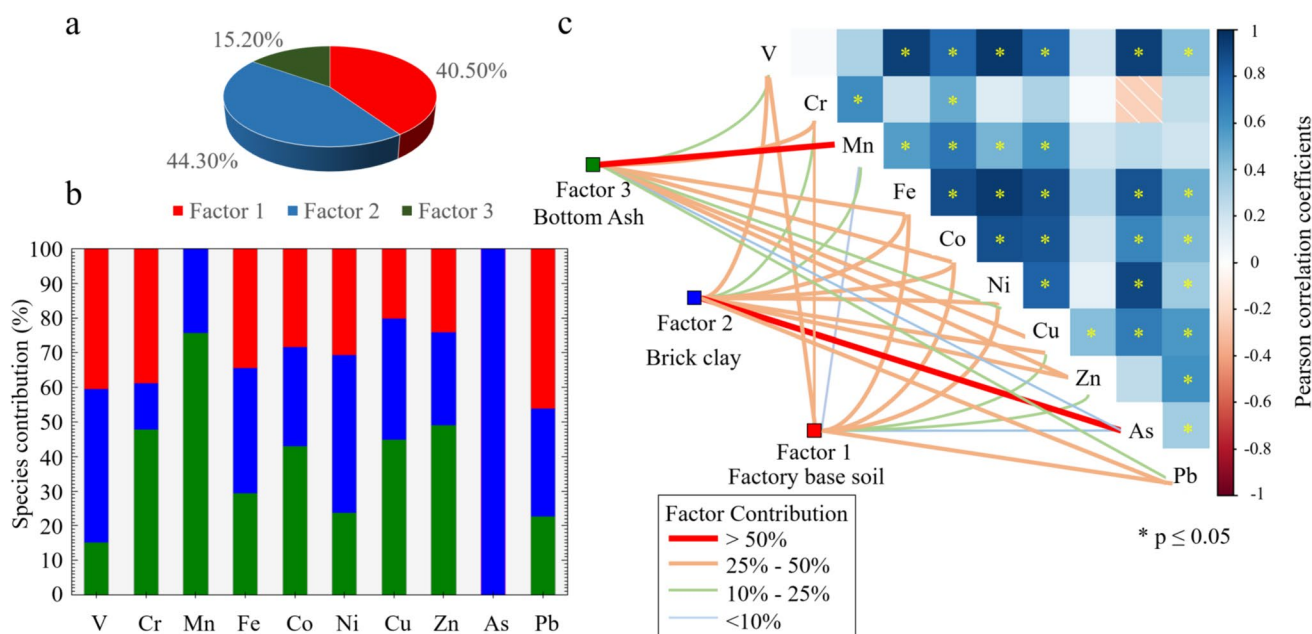 a
15.20%
40.50%
44.30%
Factor 1 Factor 2 Factor 3
b
Species contribution (%)
100
90
80
70
60
50
40
30
20
10
0
V Cr Mn Fe Co Ni Cu Zn As Pb
c
V
Cr
Mn
Fe
Co
Ni
Cu
Zn
As
Pb
Factor 3
Bottom Ash
Factor 2
Brick clay
Factor 1
Factory base soil
Factor Contribution
> 50%
25% - 50%
10% - 25%
<10%
* * * * * *
* *
* * * *
* * * * *
* * * *
* * *
* * *
*
*
1
0.8
0.6
0.4
0.2
0
-0.2
-0.4
-0.6
-0.8
-1
Pearson correlation coefficients
* p ≤ 0.05